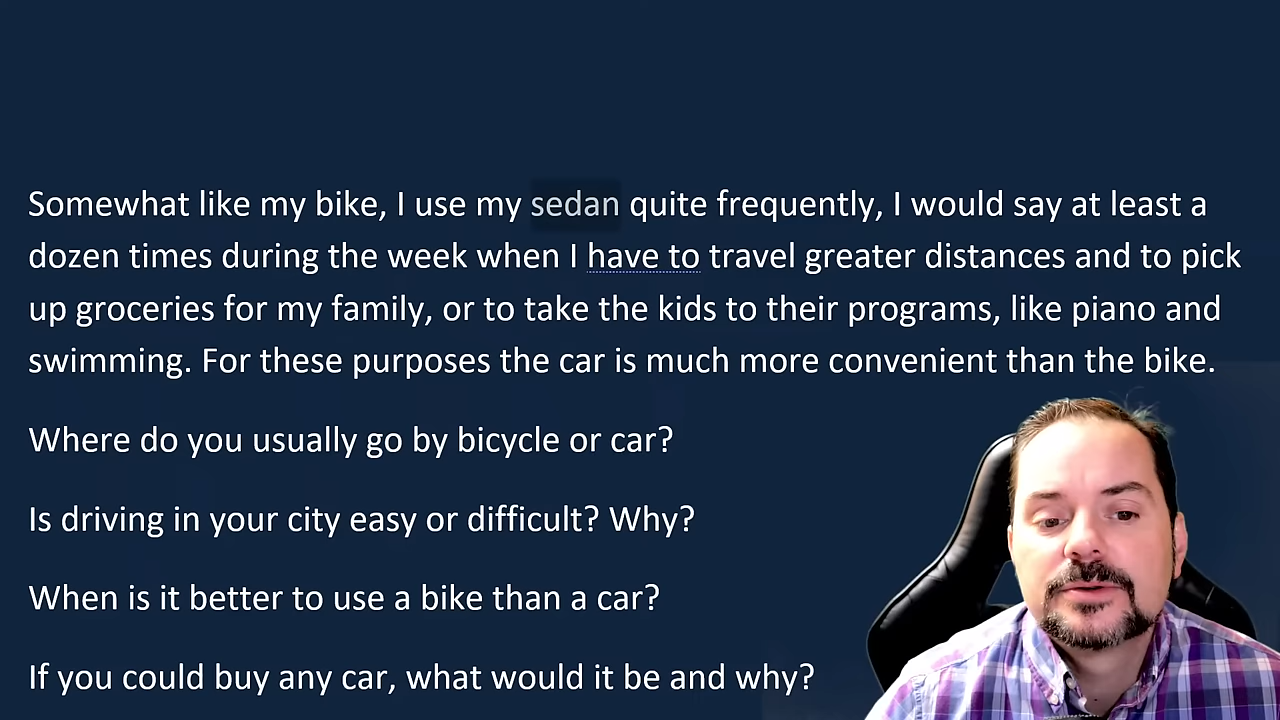 Somewhat like my bike, I use my sedan quite frequently, I would say at least a
dozen times during the week when I have to travel greater distances and to pick
up groceries for my family, or to take the kids to their programs, like piano and
swimming. For these purposes the car is much more convenient than the bike.
Where do you usually go by bicycle or car?
Is driving in your city easy or difficult? Why?
When is it better to use a bike than a car?
If you could buy any car, what would it be and why?